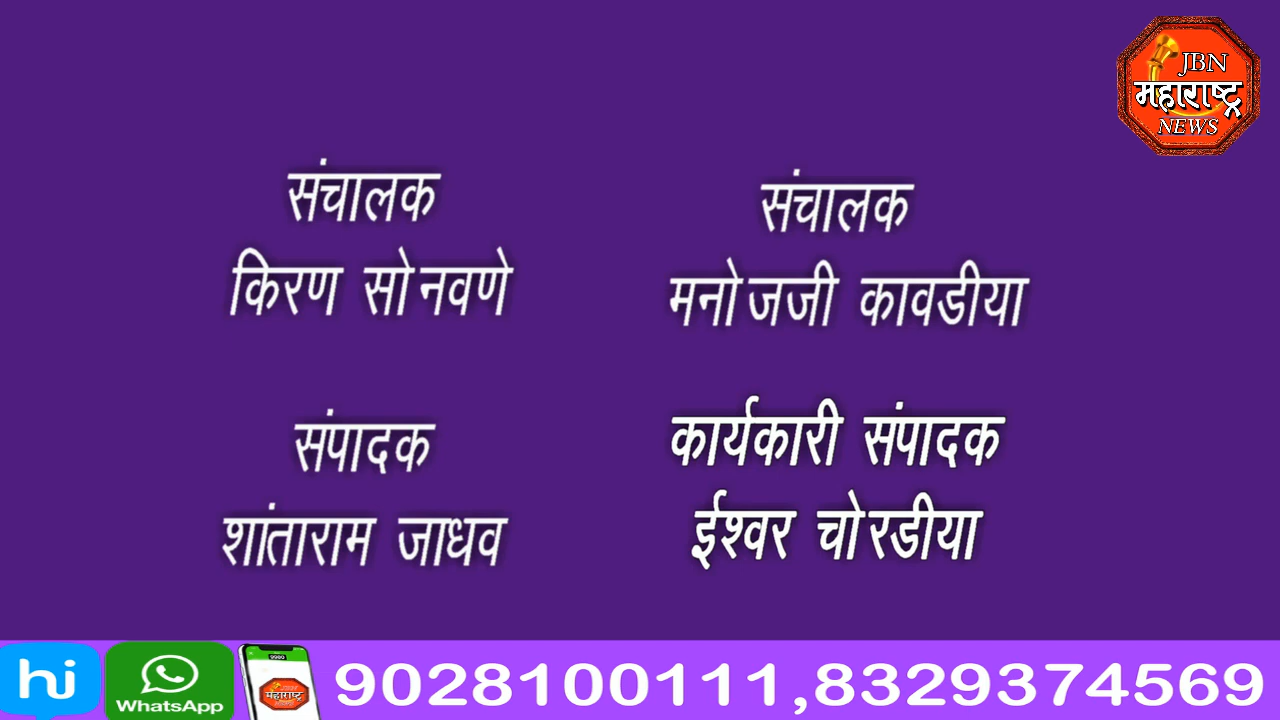 JBN
महाराष्ट्र
NEWS
संचालक
किरण सोनवणे
संचालक
मनोजजी कावडीया
संपादक
शांताराम जाधव
कार्यकारी संपादक
ईश्वर चोरडीया
hi
WhatsApp
महाराष्ट्र
9028100111,8329374569